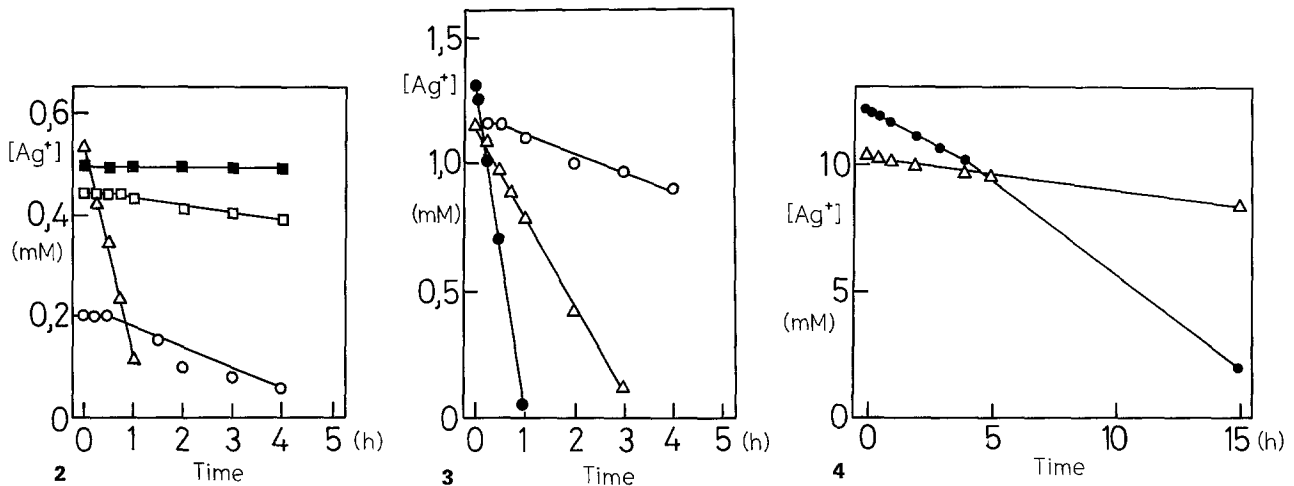 0,6
[Ag⁺]
0,4
(mM)
0,2
0
0 1 2 3 4 5 (h)
2 Time
1,5
[Ag⁺]
1,0
(mM)
0,5
0
0 1 2 3 4 5 (h)
3 Time
10
[Ag⁺]
5
(mM)
0
0 5 10 15 (h)
4 Time